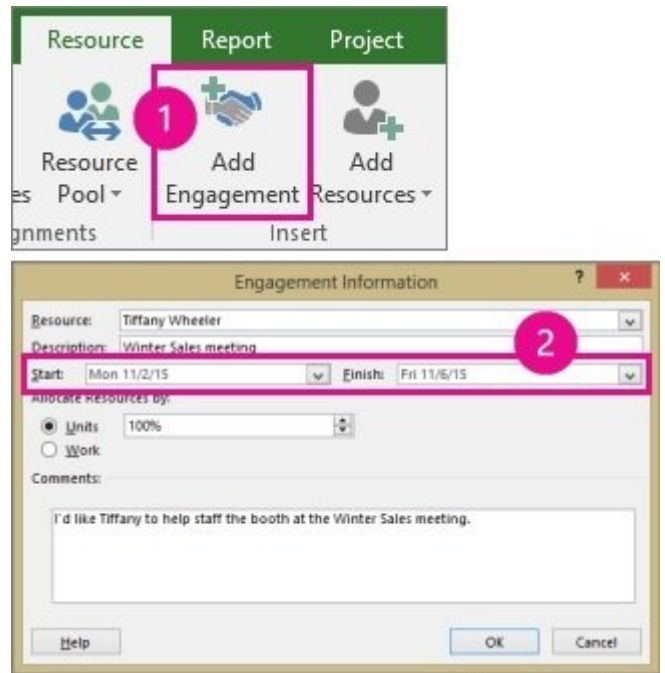 Resource Report Project
1
Resource Add Add
es Pool Engagement Resources
gnments Insert
Engagement Information ?
Resource: Tiffany Wheeler
2
Description: Winter Sales meeting
Start: Mon 11/2/15 Finish: Fri 11/6/15
Allocate Resources by:
Units 100%
Work
Comments:
I'd like Tiffany to help staff the booth at the Winter Sales meeting.
Help OK Cancel